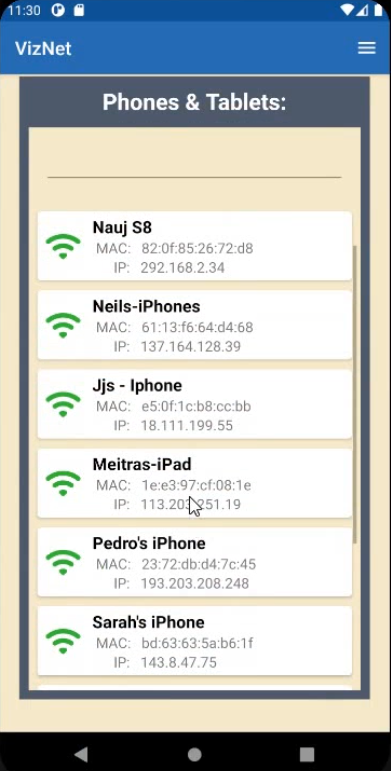 11:30
VizNet
Phones & Tablets:
Nauj S8
MAC: 82:0f:85:26:72:d8
IP: 292.168.2.34
Neils-iPhones
MAC: 61:13:f6:64:d4:68
IP: 137.164.128.39
Jjs - Iphone
MAC: e5:0f:1c:b8:cc:bb
IP: 18.111.199.55
Meitras-iPad
MAC: 1e:e3:97:cf:08:1e
IP: 113.203.251.19
Pedro's iPhone
MAC: 23:72:db:d4:7c:45
IP: 193.203.208.248
Sarah's iPhone
MAC: bd:63:63:5a:b6:1f
IP: 143.8.47.75